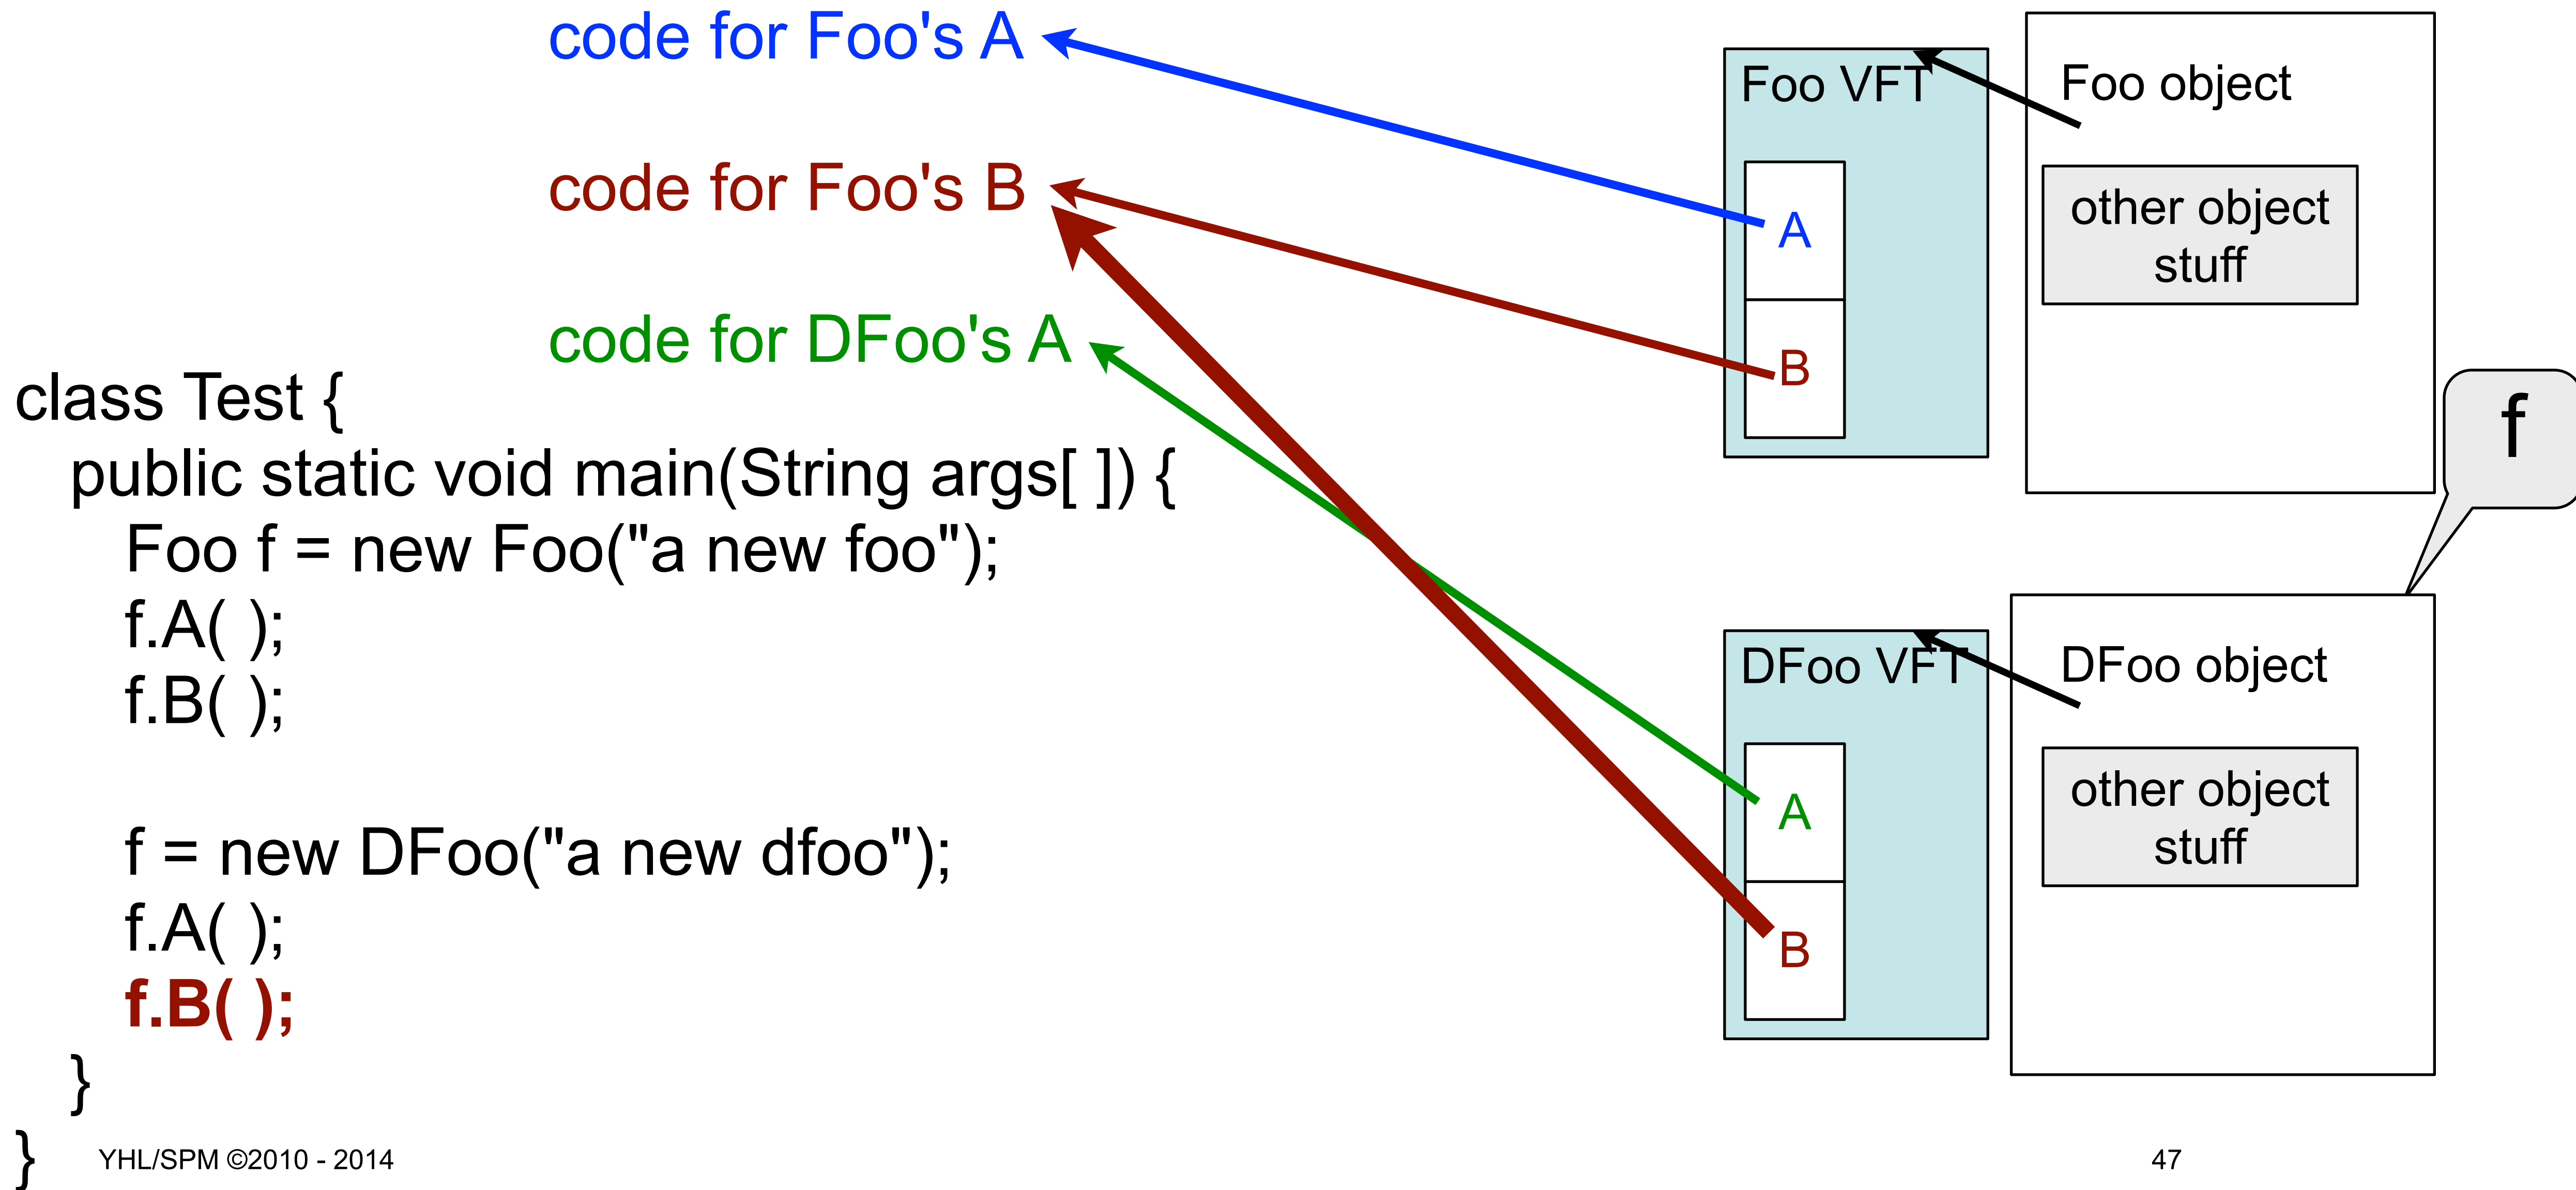 code for Foo's A
code for Foo's B
code for DFoo's A
class Test {
public static void main(String args[ ]) {
Foo f = new Foo("a new foo");
f.A( );
f.B( );
f = new DFoo("a new dfoo");
f.A( );
f.B( );
}
}
Foo VFT
A
B
Foo object
other object
stuff
f
DFoo VFT
A
B
DFoo object
other object
stuff
YHL/SPM ©2010 - 2014
47